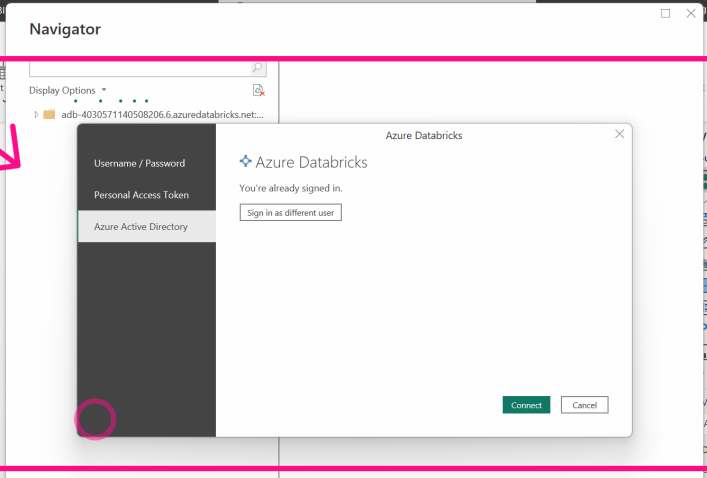 Navigator
Display Options
adb-4030571140508206.6.azuredatabricks.net:...
Azure Databricks
Username / Password
Personal Access Token
Azure Active Directory
Azure Databricks
You're already signed in.
Sign in as different user
Connect
Cancel